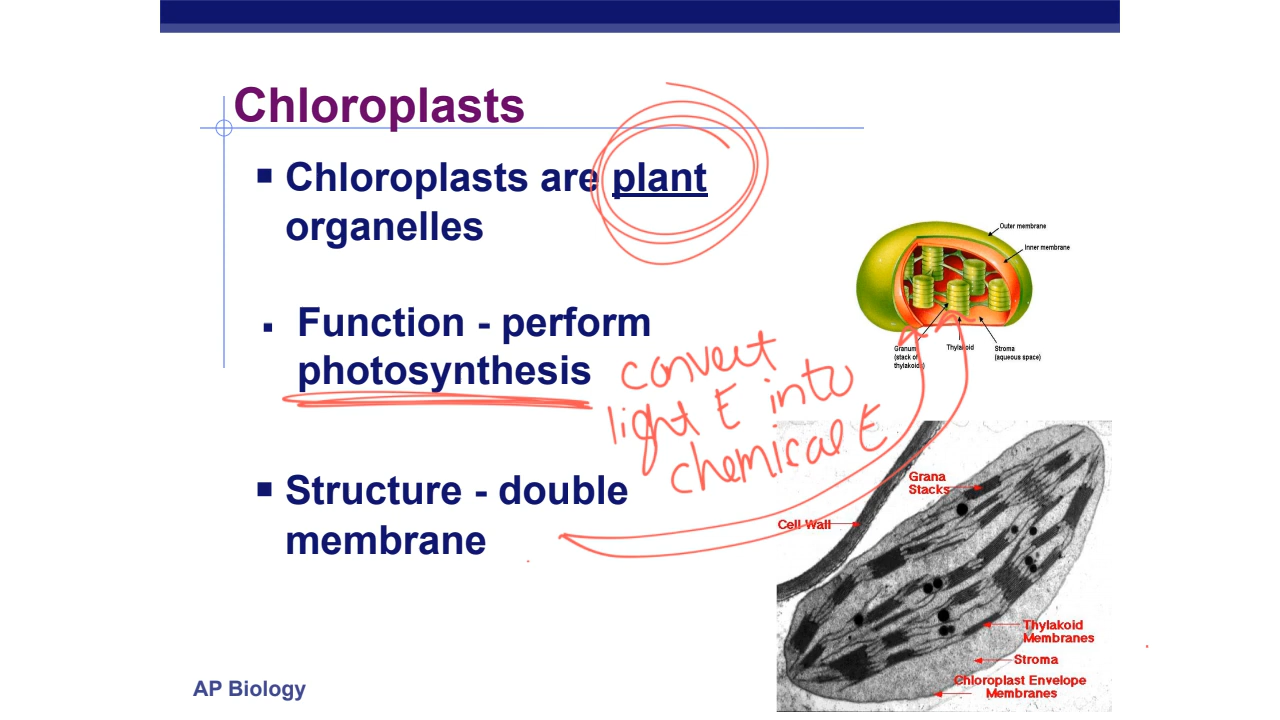 Chloroplasts
Chloroplasts are plant
organelles
Function - perform
photosynthesis
convert
light E into
chemical E
Structure - double
membrane
Outer membrane
Inner membrane
Granum
(stack of
thylakoids)
Thylakoid
Stroma
(aqueous space)
Grana
Stacks
Cell Wall
Thylakoid
Membranes
Stroma
Chloroplast Envelope
Membranes
AP Biology